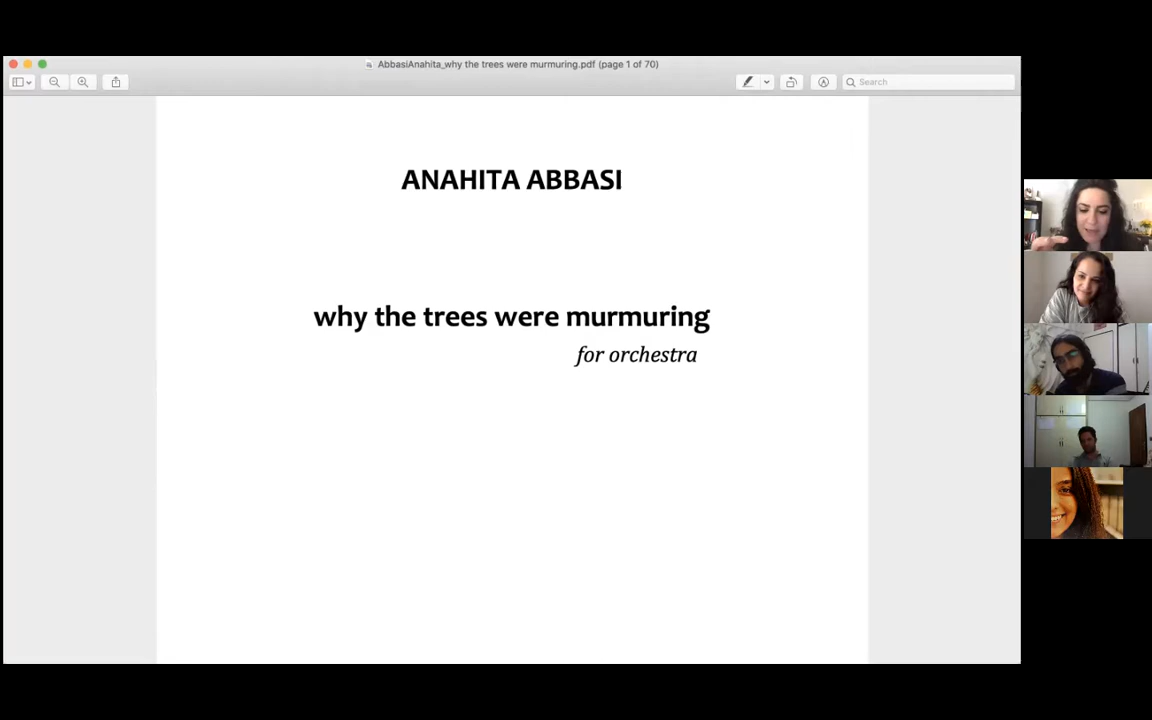 AbbasiAnahita_why the trees were murmuring.pdf (page 1 of 70)
Search
ANAHITA ABBASI
why the trees were murmuring
for orchestra